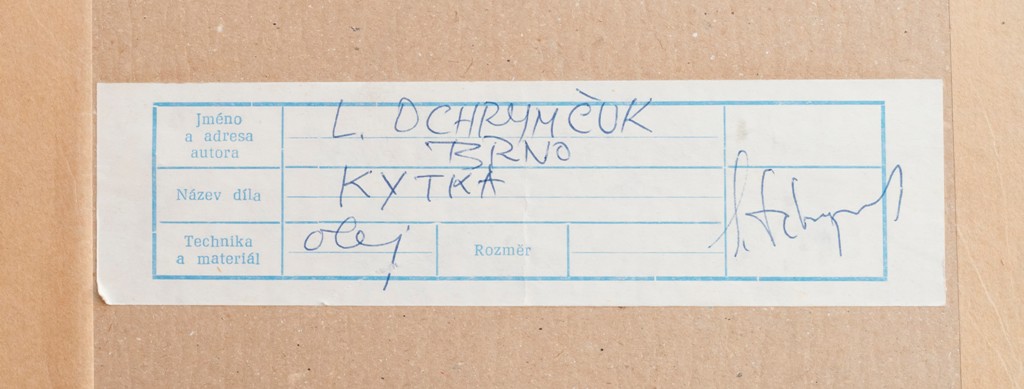 Jméno
a adresa
autora
L. OCHRYMČUK
BRNO
Název díla
KYTKA
Technika
a materiál
olej
Rozměr